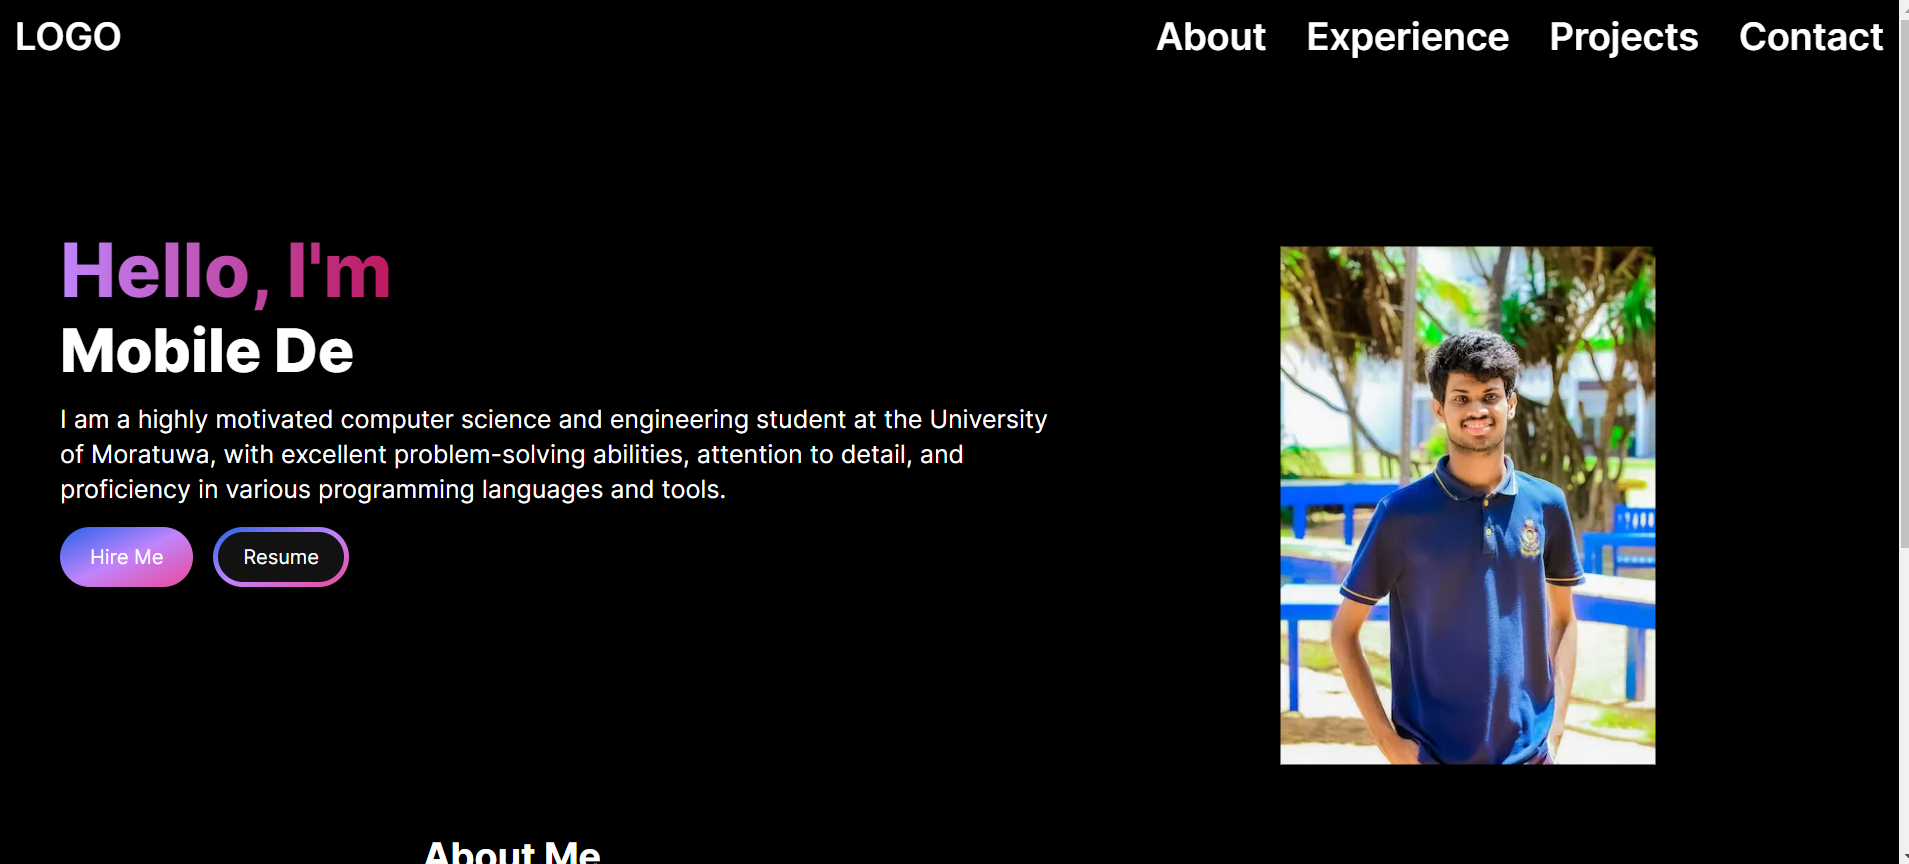 LOGO
About Experience Projects Contact
Hello, I'm
Mobile De
I am a highly motivated computer science and engineering student at the University
of Moratuwa, with excellent problem-solving abilities, attention to detail, and
proficiency in various programming languages and tools.
Hire Me Resume
About Me